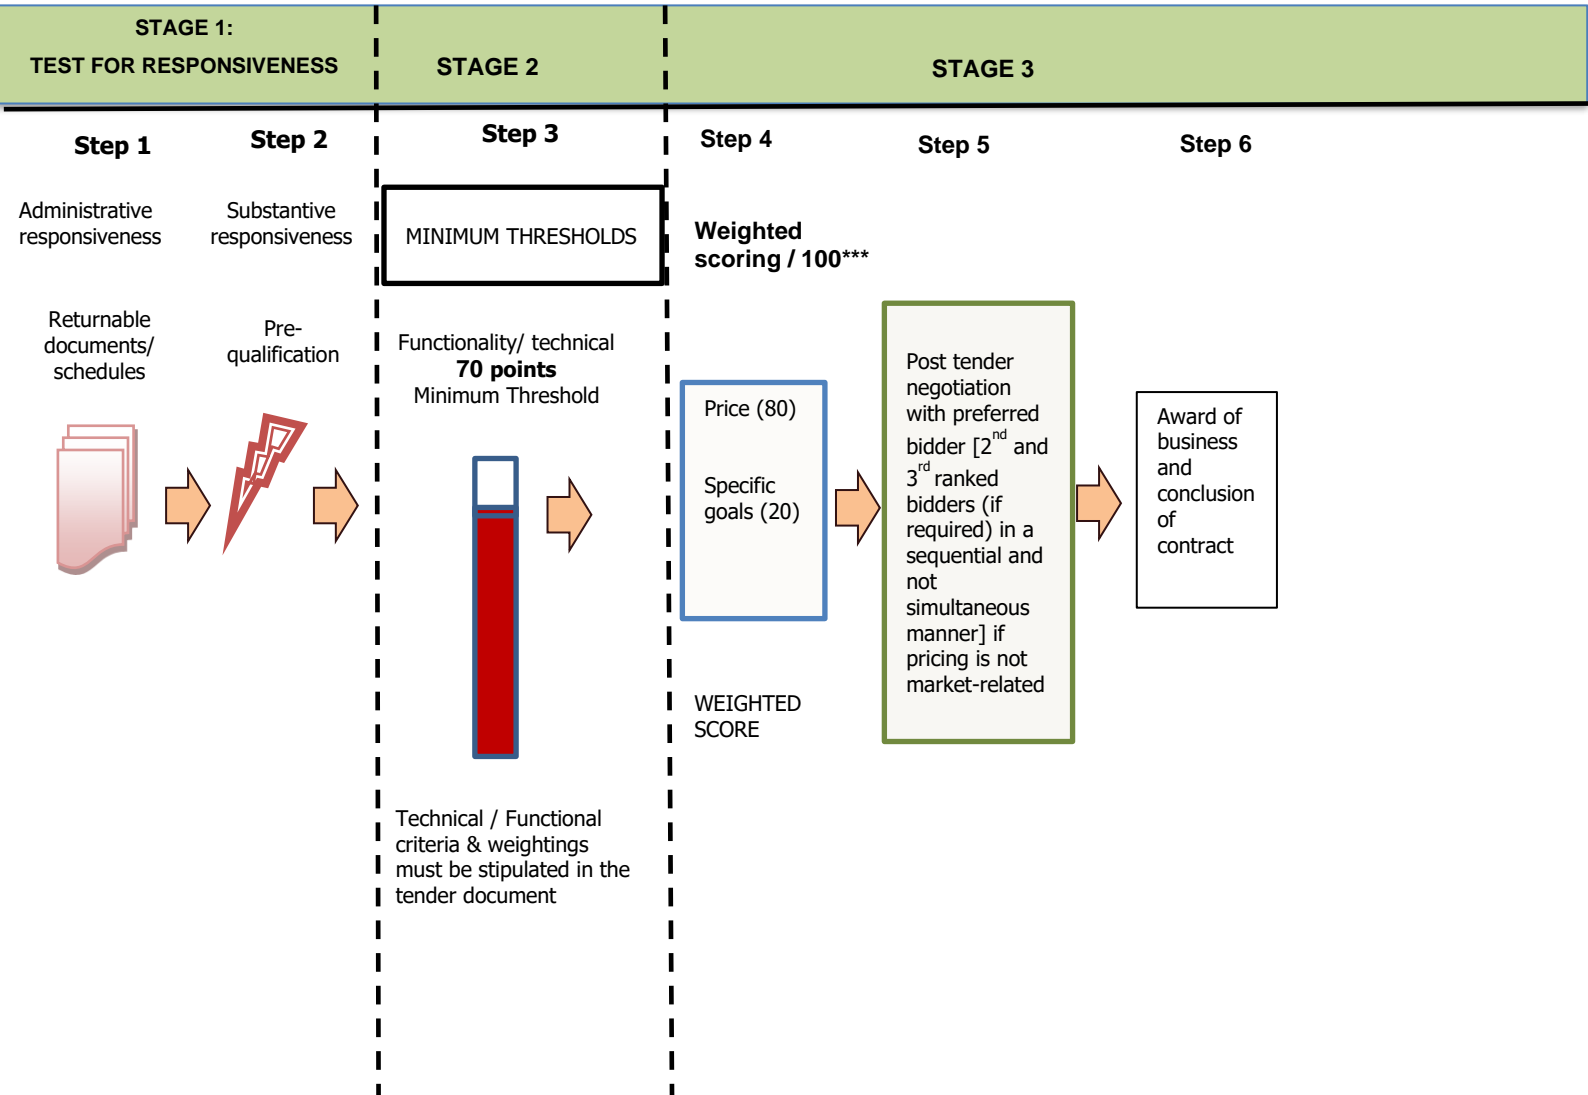 STAGE 1:
TEST FOR RESPONSIVENESS
STAGE 2
STAGE 3
Step 1
Step 2
Step 3
Step 4
Step 5
Step 6
Administrative
responsiveness
Substantive
responsiveness
MINIMUM THRESHOLDS
Weighted
scoring / 100***
Returnable
documents/
schedules
Pre-
qualification
Functionality/ technical
70 points
Minimum Threshold
Price (80)
Specific
goals (20)
WEIGHTED
SCORE
Post tender
negotiation
with preferred
bidder [2nd and
3rd ranked
bidders (if
required) in a
sequential and
not
simultaneous
manner] if
pricing is not
market-related
Award of
business
and
conclusion
of
contract
Technical / Functional
criteria & weightings
must be stipulated in the
tender document